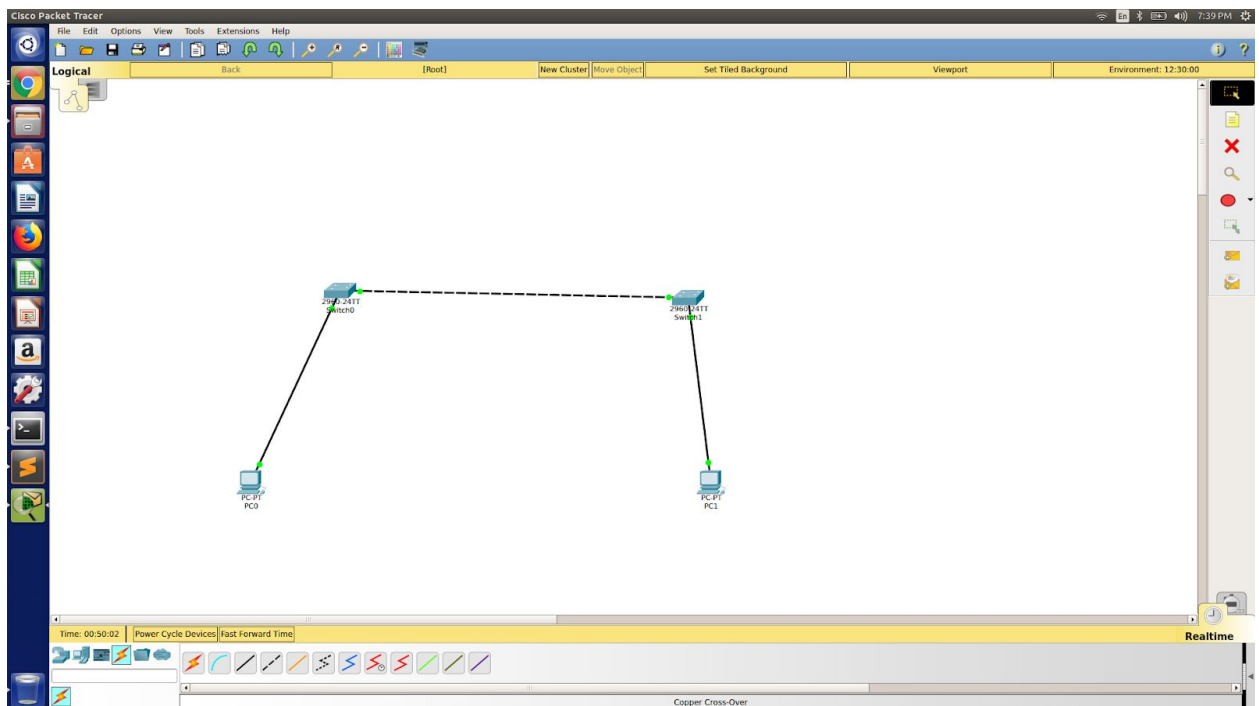 Cisco Packet Tracer
En
7:39 PM
File Edit Options View Tools Extensions Help
Logical
Back
[Root]
New Cluster
Move Object
Set Tiled Background
Viewport
Environment: 12:30:00
2960-24TT
Switch0
2960-24TT
Switch1
PC-PT
PC0
PC-PT
PC1
Time: 00:50:02
Power Cycle Devices
Fast Forward Time
Realtime
Copper Cross-Over